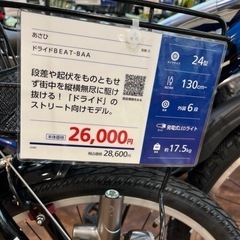 あさひ
ドライドBEAT-BAA
段差や起伏をものともせ
ず街中を縦横無尽に駆け
抜ける！「ドライド」の
ストリート向けモデル。
本体価格 26,000円
税込価格 28,600円
24型
130cm~
外装6段
発電式LEDライト
約17.5kg